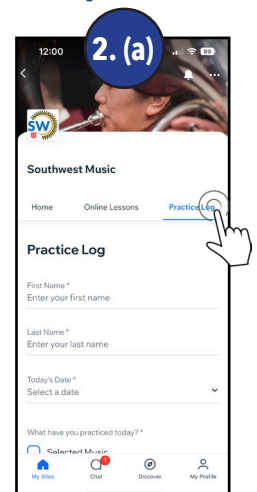 2. (a)
12:00
99
SW
Southwest Music
Home Online Lessons Practice Log
Practice Log
First Name *
Enter your first name
Last Name *
Enter your last name
Today's Date *
Select a date
What have you practiced today? *
Selected Music
1
My Sites Chat Discover My Profile